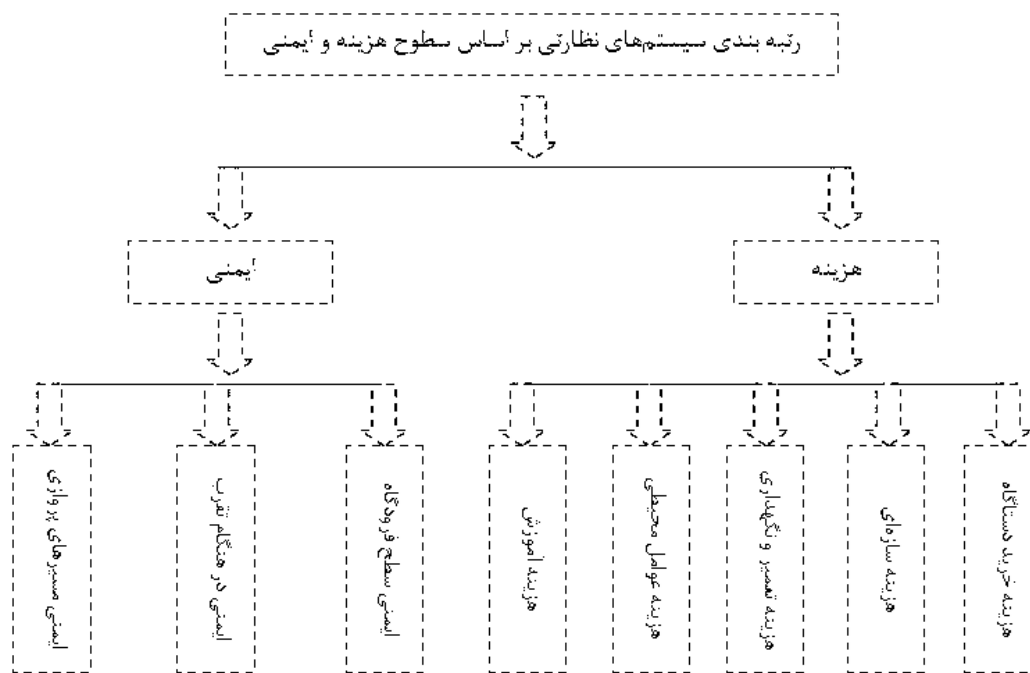 رتبه بندی سیستم‌های نظارتی بر اساس سطوح هزینه و ایمنی
هزینه
ایمنی
هزینه خرید دستگاه
هزینه سازه‌ای
هزینه تعمیر و نگهداری
هزینه عوامل محیطی
هزینه آموزش
ایمنی سطح فرودگاه
ایمنی در هنگام تقرب
ایمنی مسیرهای پروازی